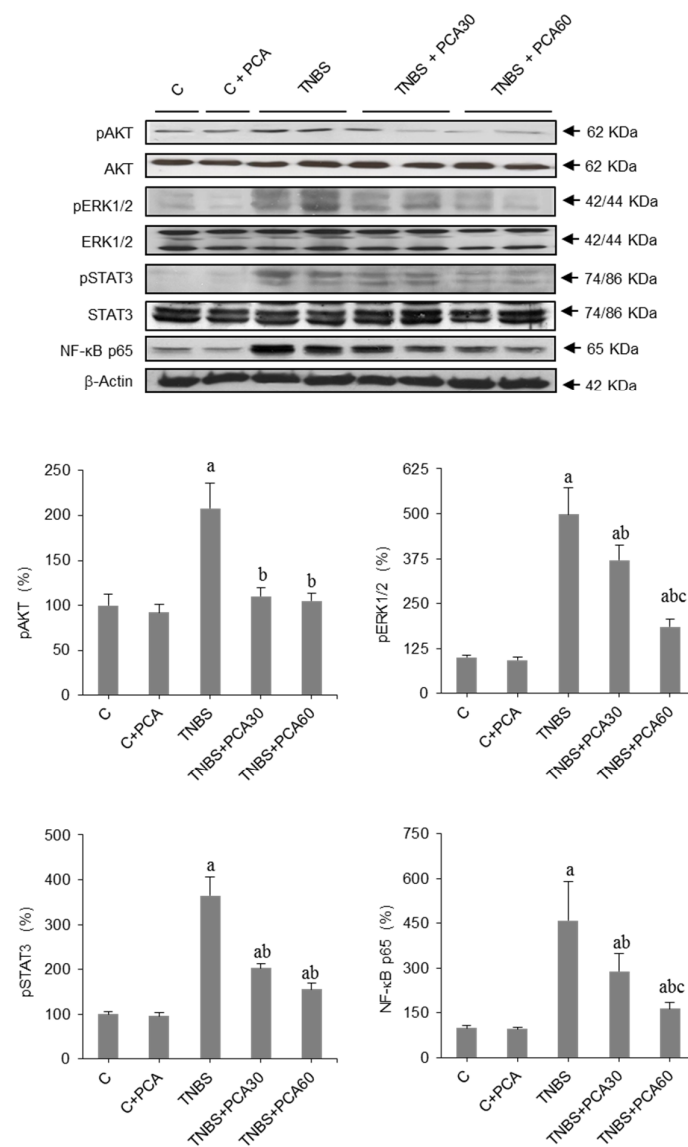 C
C + PCA
TNBS
TNBS + PCA30
TNBS + PCA60
pAKT
62 KDa
AKT
62 KDa
pERK1/2
42/44 KDa
ERK1/2
42/44 KDa
pSTAT3
74/86 KDa
STAT3
74/86 KDa
NF-κB p65
65 KDa
β-Actin
42 KDa
pAKT (%)
250
200
150
100
50
0
a
b
b
C
C+PCA
TNBS
TNBS+PCA30
TNBS+PCA60
pERK1/2 (%)
625
500
375
250
125
0
a
ab
abc
C
C+PCA
TNBS
TNBS+PCA30
TNBS+PCA60
pSTAT3 (%)
500
400
300
200
100
0
a
ab
ab
C
C+PCA
TNBS
TNBS+PCA30
TNBS+PCA60
NF-κB p65 (%)
750
600
450
300
150
0
a
ab
abc
C
C+PCA
TNBS
TNBS+PCA30
TNBS+PCA60